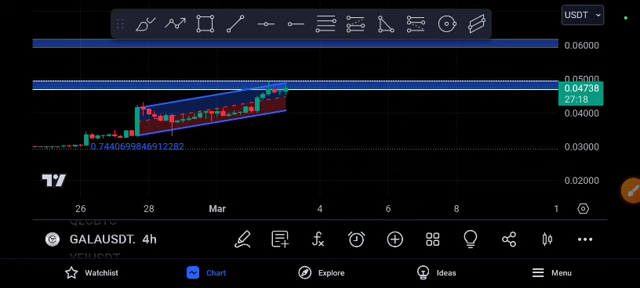 USDT
0.06000
0.05000
0.04738
27:18
0.04000
0.7440699846912282
0.03000
0.02000
26 28 Mar 4 6 8 1
GALAUSDT. 4h
Watchlist Chart Explore Ideas Menu